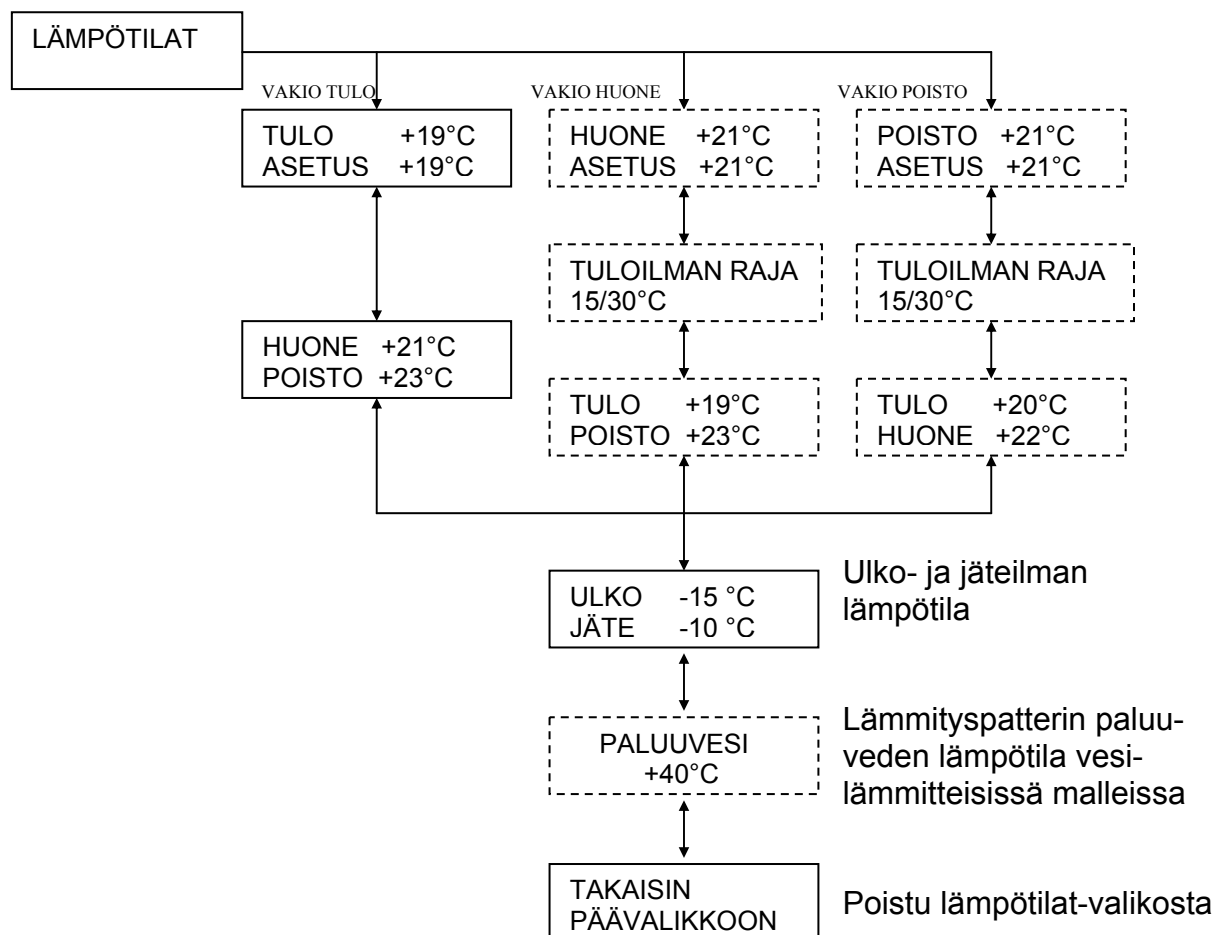 LÄMPÖTILAT
VAKIO TULO
VAKIO HUONE
VAKIO POISTO
TULO +19°C
ASETUS +19°C
HUONE +21°C
ASETUS +21°C
POISTO +21°C
ASETUS +21°C
TULOILMAN RAJA
15/30°C
TULOILMAN RAJA
15/30°C
HUONE +21°C
POISTO +23°C
TULO +19°C
POISTO +23°C
TULO +20°C
HUONE +22°C
ULKO -15 °C
JÄTE -10 °C
Ulko- ja jäteilman
lämpötila
PALUUVESI
+40°C
Lämmityspatterin paluu-
veden lämpötila vesi-
lämmitteisissä malleissa
TAKAISIN
PÄÄVALIKKOON
Poistu lämpötilat-valikosta